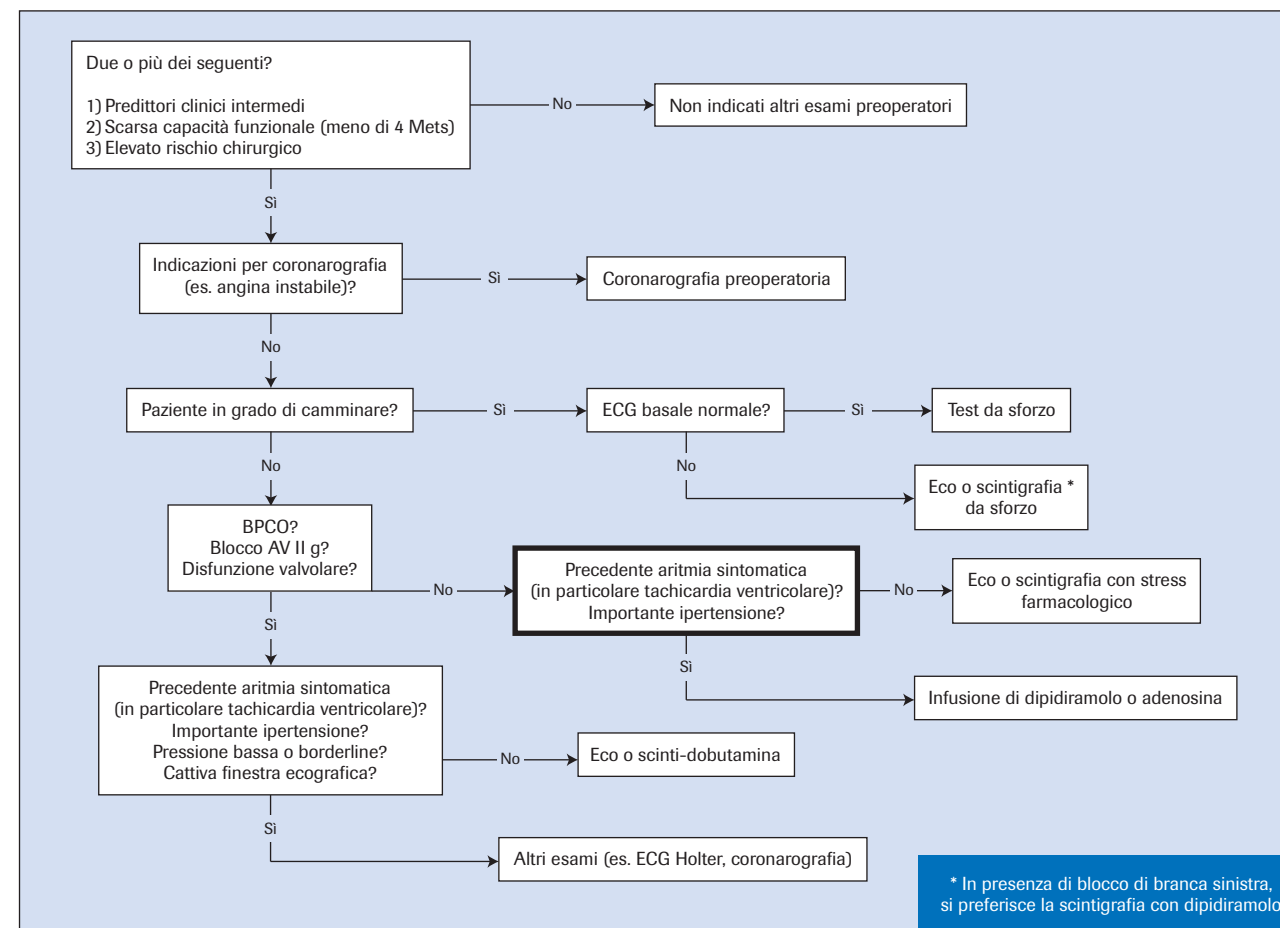 Due o più dei seguenti?
1) Predittori clinici intermedi
2) Scarsa capacità funzionale (meno di 4 Mets)
3) Elevato rischio chirurgico
No
Non indicati altri esami preoperatori
Sì
Indicazioni per coronarografia
(es. angina instabile)?
Sì
Coronarografia preoperatoria
No
Paziente in grado di camminare?
Sì
ECG basale normale?
Sì
Test da sforzo
No
No
Eco o scintigrafia *
da sforzo
BPCO?
Blocco AV II g?
Disfunzione valvolare?
No
Precedente aritmia sintomatica
(in particolare tachicardia ventricolare)?
Importante ipertensione?
No
Eco o scintigrafia con stress
farmacologico
Sì
Sì
Infusione di dipidiramolo o adenosina
Precedente aritmia sintomatica
(in particolare tachicardia ventricolare)?
Importante ipertensione?
Pressione bassa o borderline?
Cattiva finestra ecografica?
No
Eco o scinti-dobutamina
Sì
Altri esami (es. ECG Holter, coronarografia)
* In presenza di blocco di branca sinistra,
si preferisce la scintigrafia con dipidiramolo